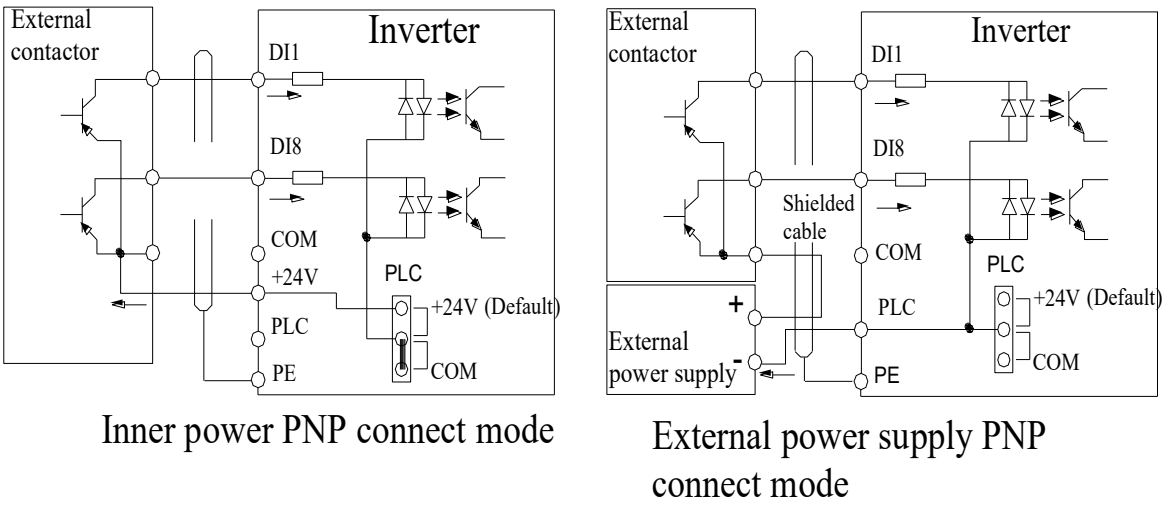 External
contactor
Inverter
DI1
DI8
COM
+24V
PLC
PLC
+24V (Default)
COM
PE
Inner power PNP connect mode
External
contactor
Inverter
DI1
DI8
Shielded
cable
COM
PLC
PLC
+24V (Default)
COM
+
-
External
power supply
PE
External power supply PNP
connect mode